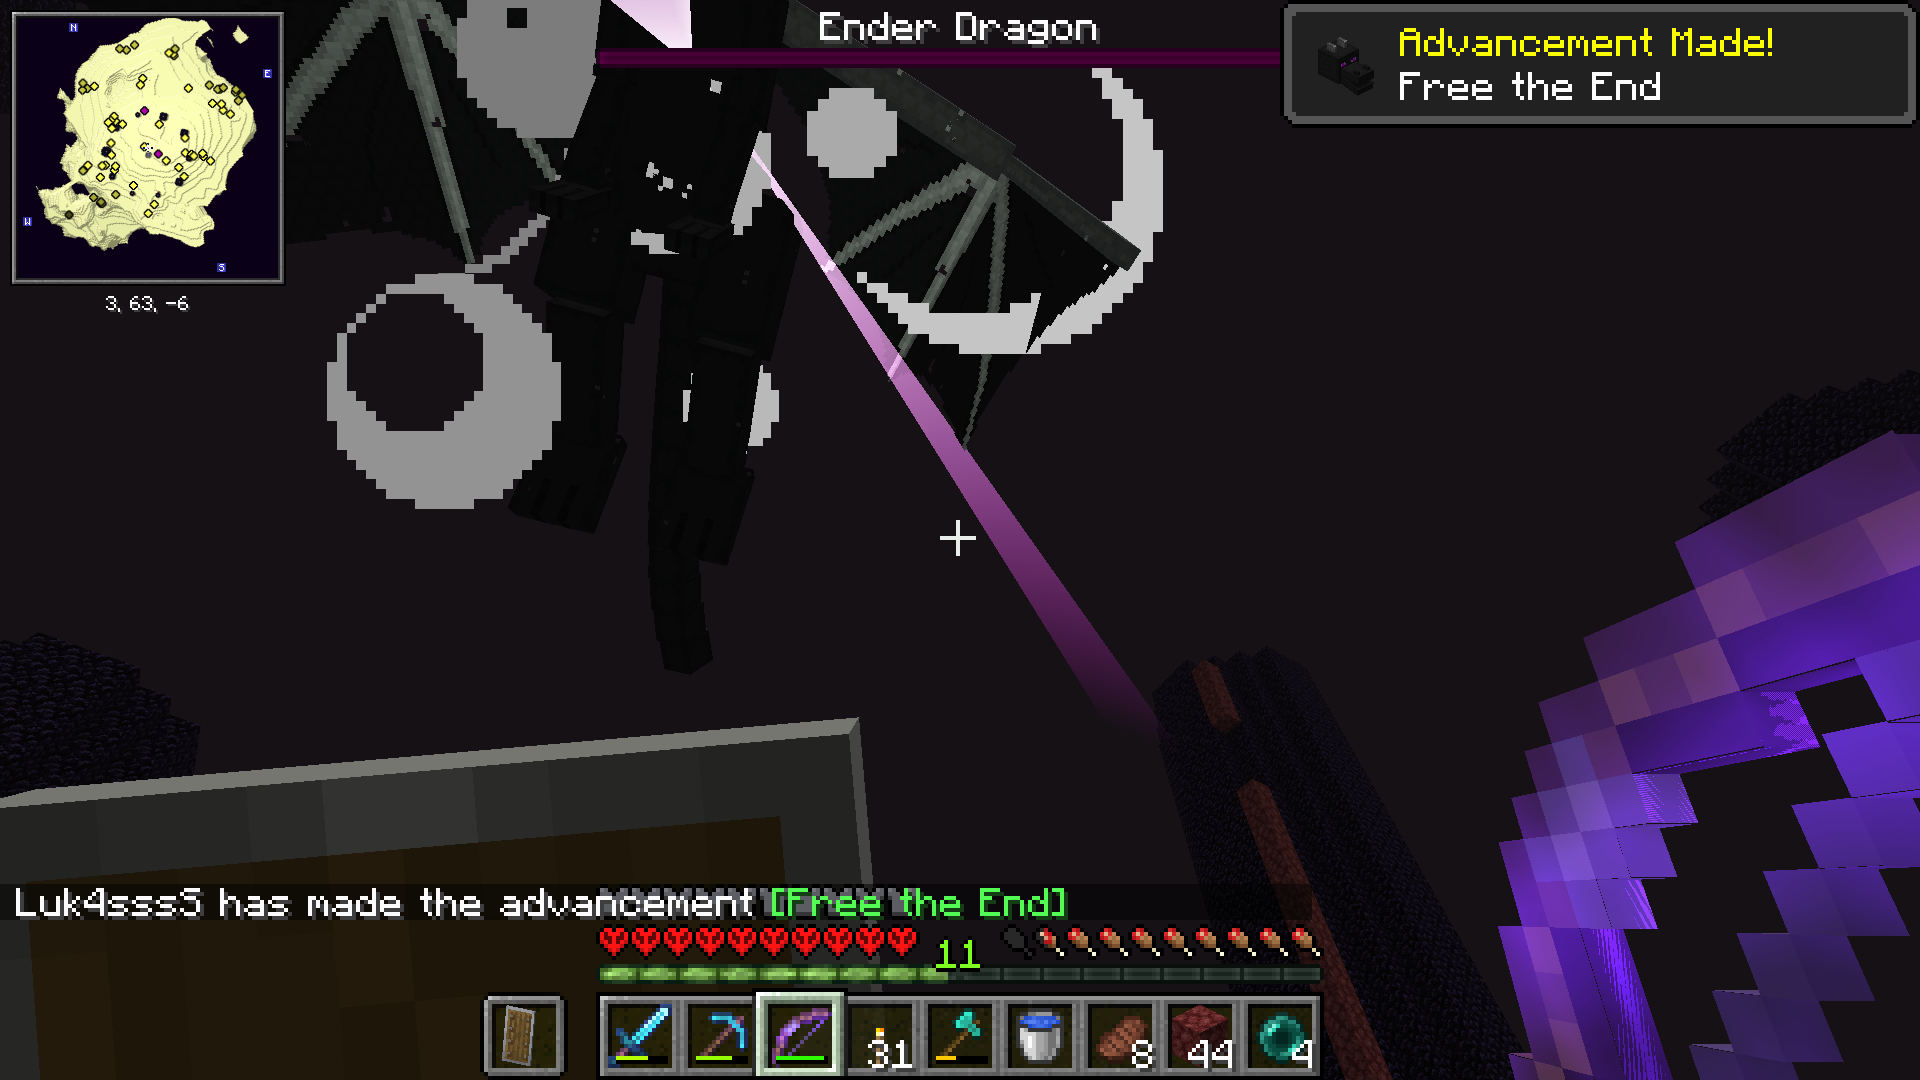 Ender Dragon
Advancement Made!
Free the End
N
E
W
S
3, 63, -6
Luk4sss5 has made the advancement [Free the End]
11
31
8
44
4